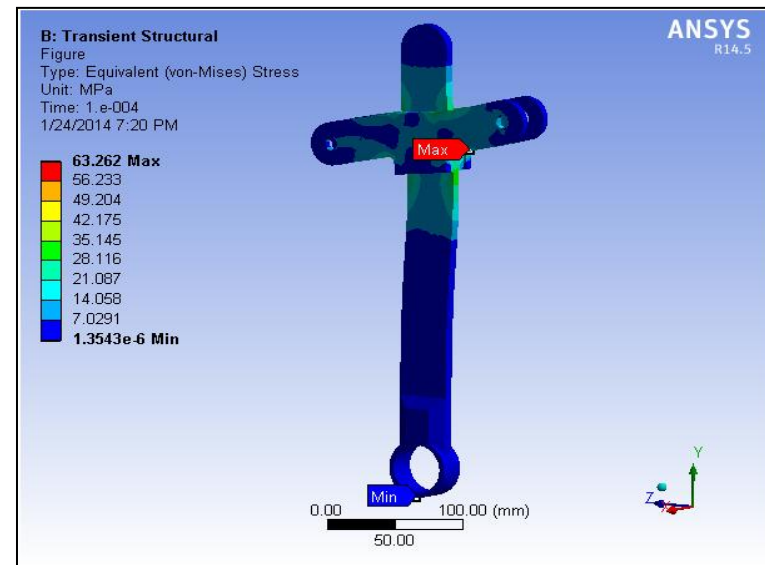 B: Transient Structural
Figure
Type: Equivalent (von-Mises) Stress
Unit: MPa
Time: 1.e-004
1/24/2014 7:20 PM
ANSYS
R14.5
63.262 Max
56.233
49.204
42.175
35.145
28.116
21.087
14.058
7.0291
1.3543e-6 Min
Max
Min
0.00 100.00 (mm)
50.00
Y
Z X